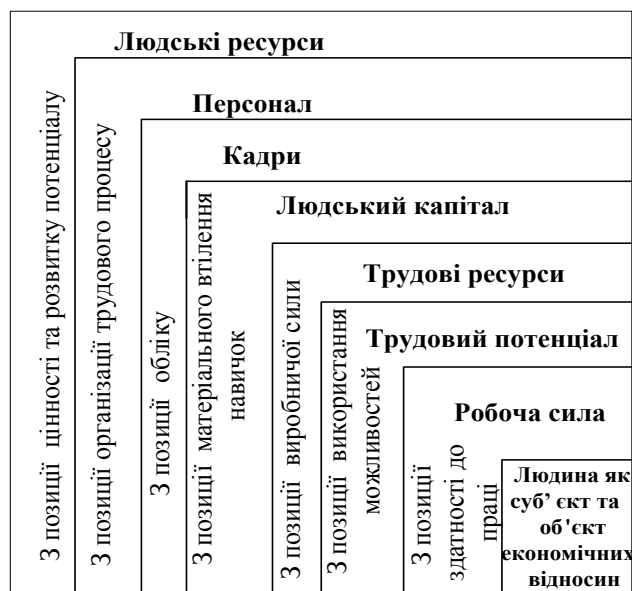 Людські ресурси
З позиції цінності та розвитку потенціалу
Персонал
З позиції організації трудового процесу
Кадри
З позиції обліку
Людський капітал
З позиції матеріального втілення
навичок
Трудові ресурси
З позиції виробничої сили
Трудовий потенціал
З позиції використання
можливостей
Робоча сила
З позиції
здатності до
праці
Людина як
суб’ єкт та
об'єкт
економічних
відносин